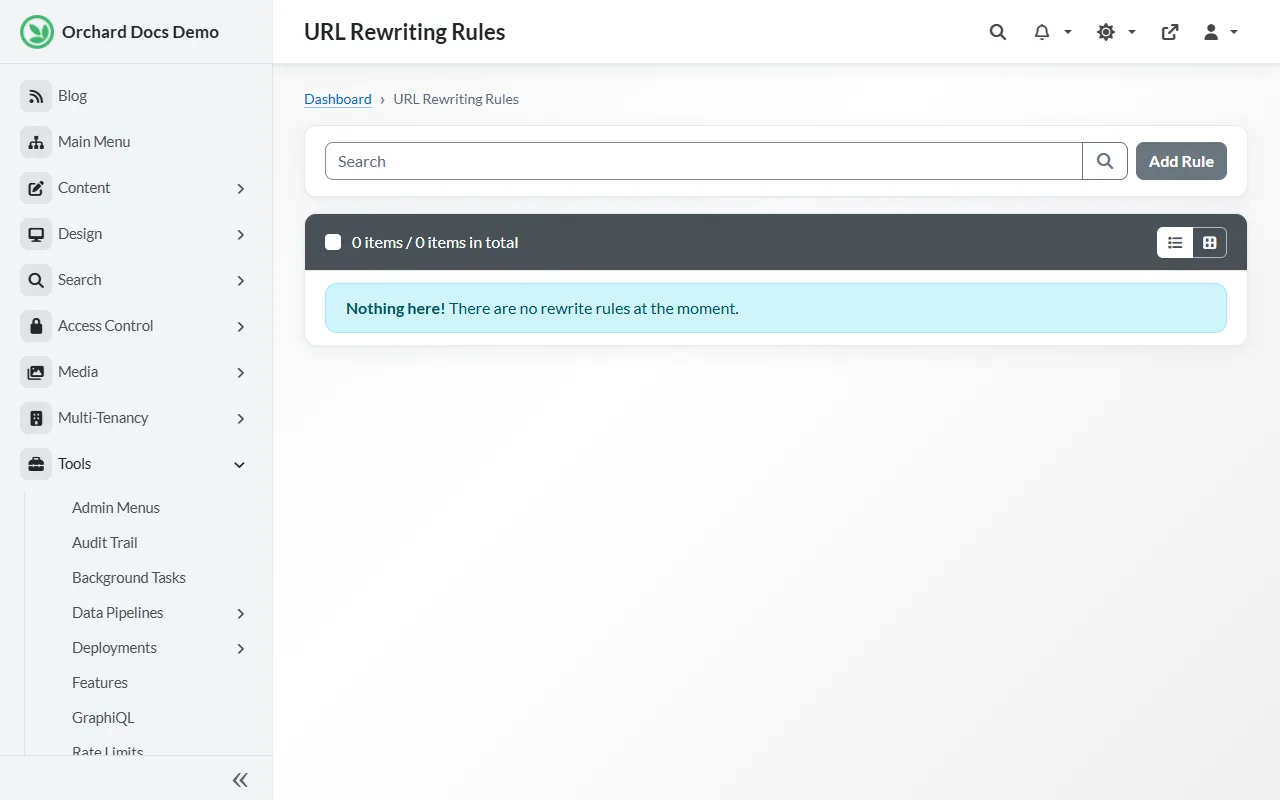 Orchard Docs Demo
URL Rewriting Rules
Blog
Main Menu
Content
Design
Search
Access Control
Media
Multi-Tenancy
Tools
Admin Menus
Audit Trail
Background Tasks
Data Pipelines
Deployments
Features
GraphiQL
Rate Limits
Dashboard › URL Rewriting Rules
Search
Add Rule
0 items / 0 items in total
Nothing here! There are no rewrite rules at the moment.